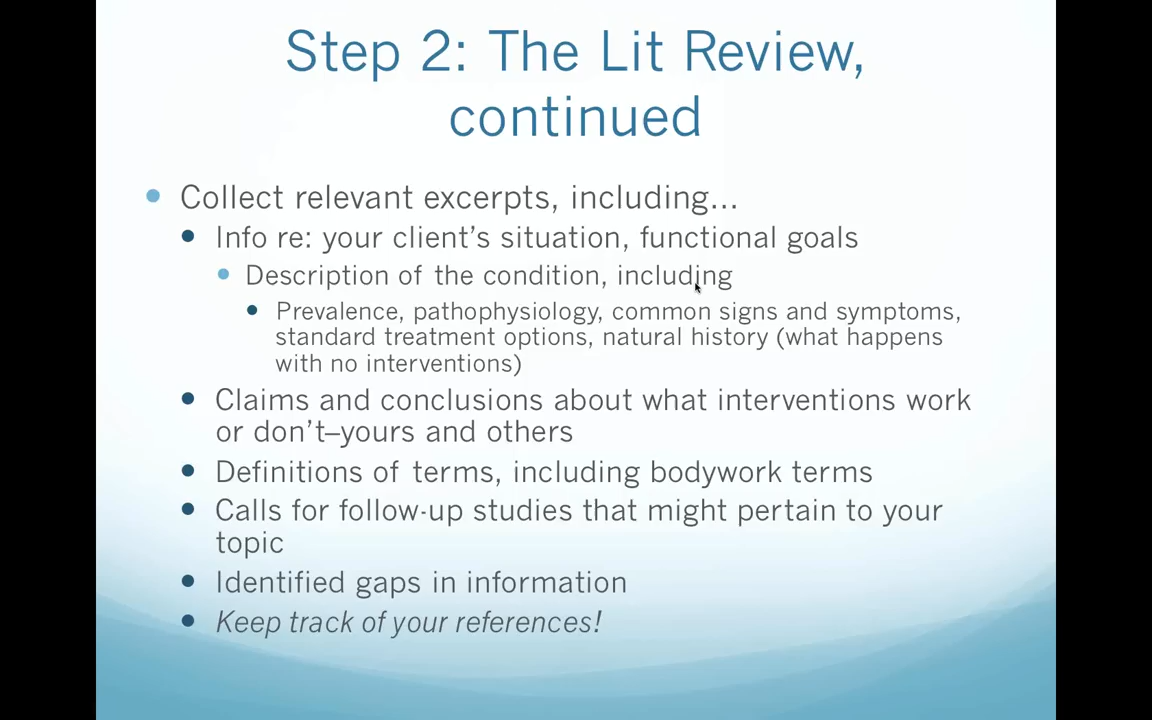 Step 2: The Lit Review,
continued
Collect relevant excerpts, including...
Info re: your client's situation, functional goals
Description of the condition, including
Prevalence, pathophysiology, common signs and symptoms,
standard treatment options, natural history (what happens
with no interventions)
Claims and conclusions about what interventions work
or don't–yours and others
Definitions of terms, including bodywork terms
Calls for follow-up studies that might pertain to your
topic
Identified gaps in information
Keep track of your references!